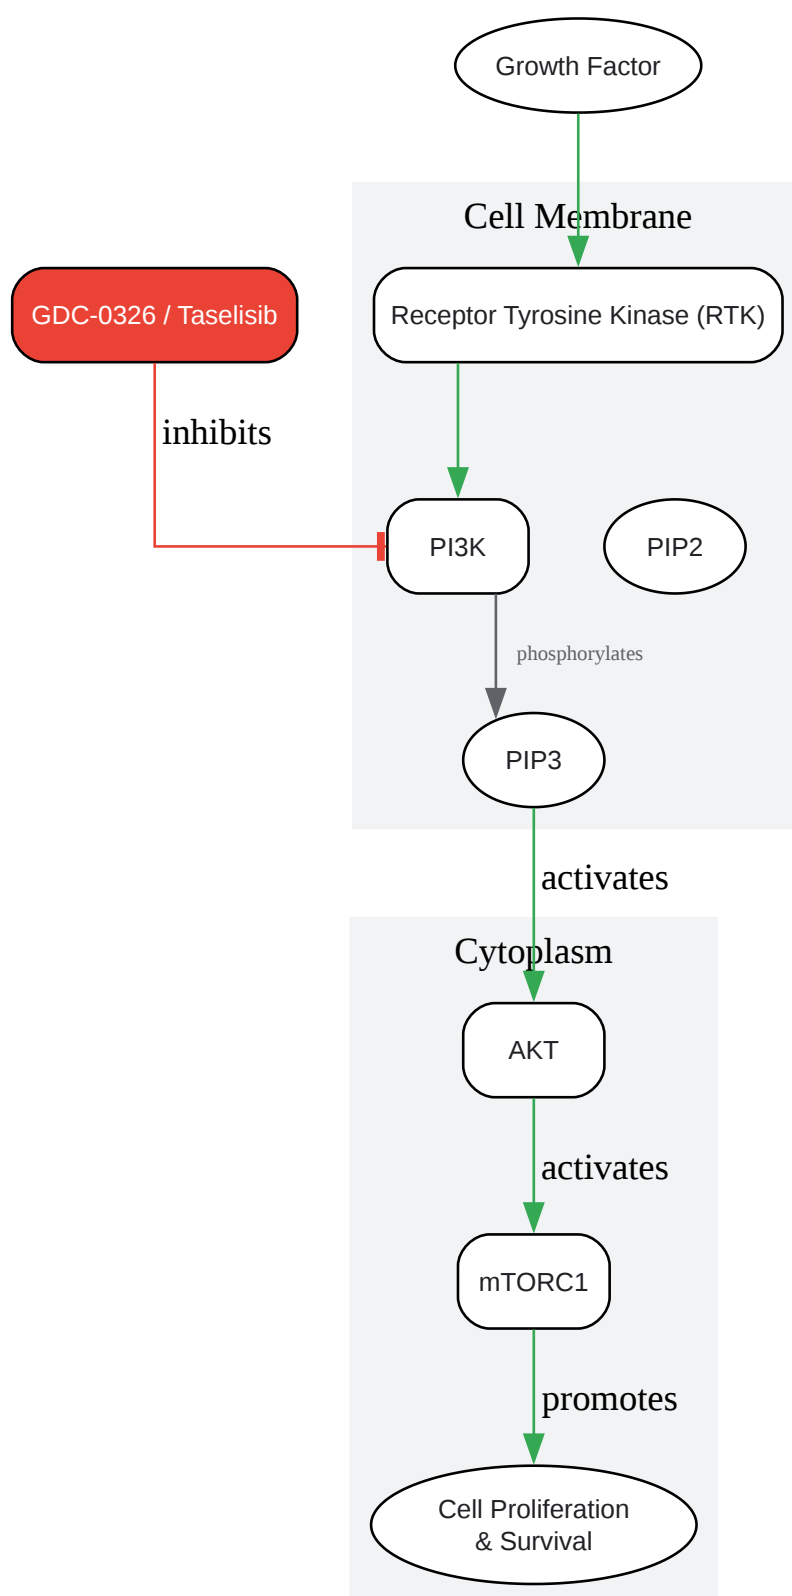 Growth Factor
Cell Membrane
GDC-0326 / Taselisib
Receptor Tyrosine Kinase (RTK)
inhibits
PI3K
PIP2
phosphorylates
PIP3
activates
Cytoplasm
AKT
activates
mTORC1
promotes
Cell Proliferation
& Survival